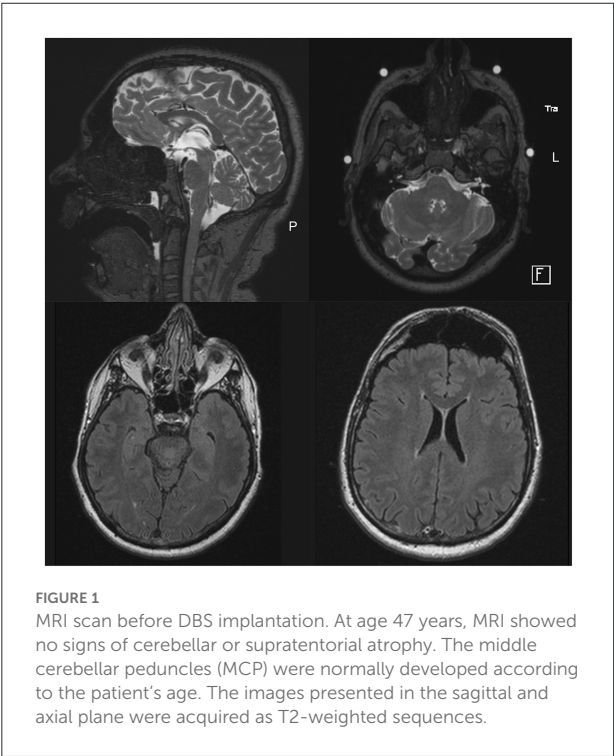 Tra
L
P
F
FIGURE 1
MRI scan before DBS implantation. At age 47 years, MRI showed
no signs of cerebellar or supratentorial atrophy. The middle
cerebellar peduncles (MCP) were normally developed according
to the patient’s age. The images presented in the sagittal and
axial plane were acquired as T2-weighted sequences.